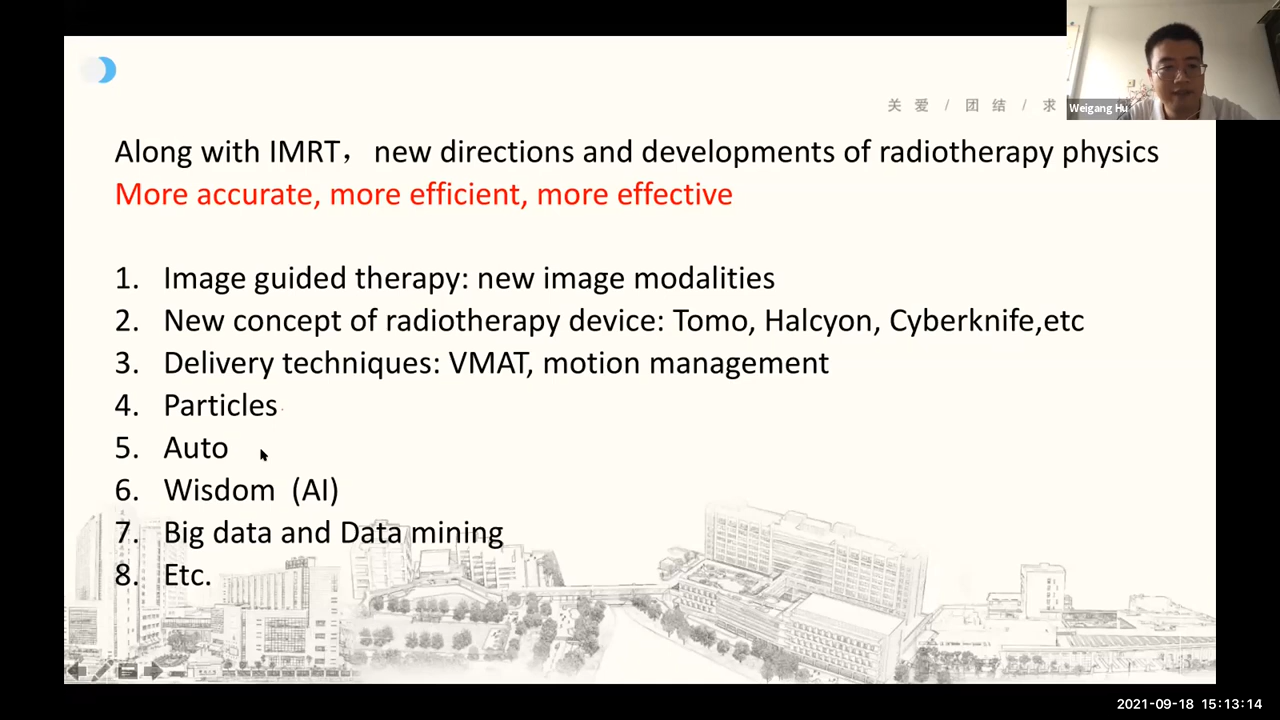 关 爱 / 团 结 / 求
Weigang Hu
Along with IMRT，new directions and developments of radiotherapy physics
More accurate, more efficient, more effective
1. Image guided therapy: new image modalities
2. New concept of radiotherapy device: Tomo, Halcyon, Cyberknife,etc
3. Delivery techniques: VMAT, motion management
4. Particles
5. Auto
6. Wisdom (AI)
7. Big data and Data mining
8. Etc.
2021-09-18 15:13:14